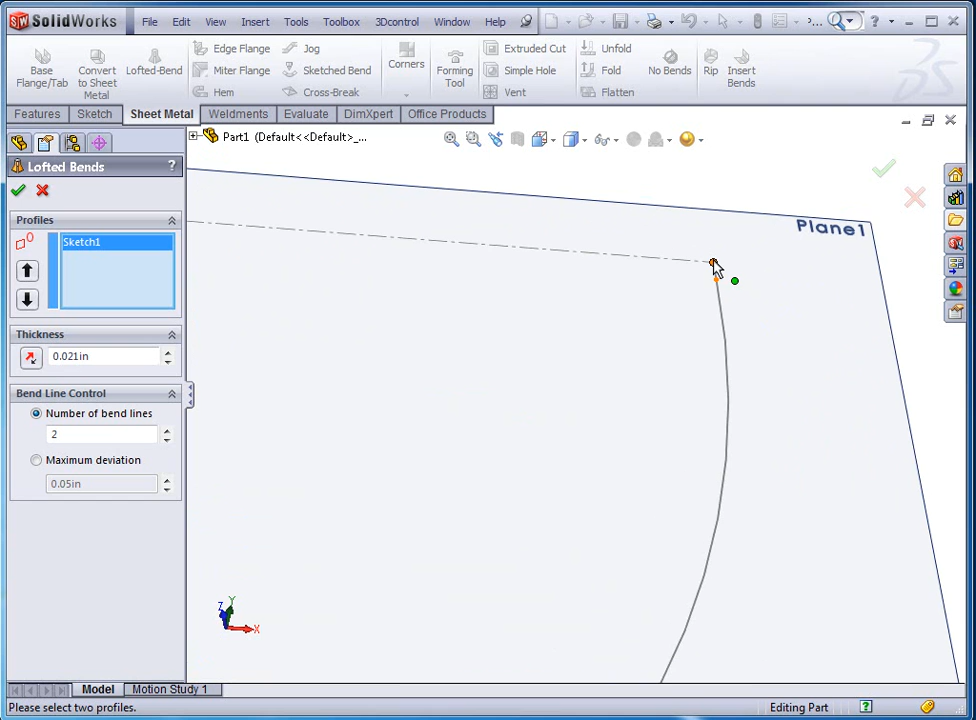 SolidWorks File Edit View Insert Tools Toolbox 3Dcontrol Window Help ...
Base Flange/Tab
Convert to Sheet Metal
Lofted-Bend
Edge Flange
Miter Flange
Hem
Jog
Sketched Bend
Cross-Break
Corners
Forming Tool
Extruded Cut
Simple Hole
Vent
Unfold
Fold
Flatten
No Bends
Rip
Insert Bends
Features Sketch Sheet Metal Weldments Evaluate DimXpert Office Products
Part1 (Default<<Default>_...
Lofted Bends ?
Profiles
Sketch1
Thickness
0.021in
Bend Line Control
Number of bend lines
2
Maximum deviation
0.05in
Plane1
Z Y X
Model Motion Study 1
Please select two profiles. Editing Part ?